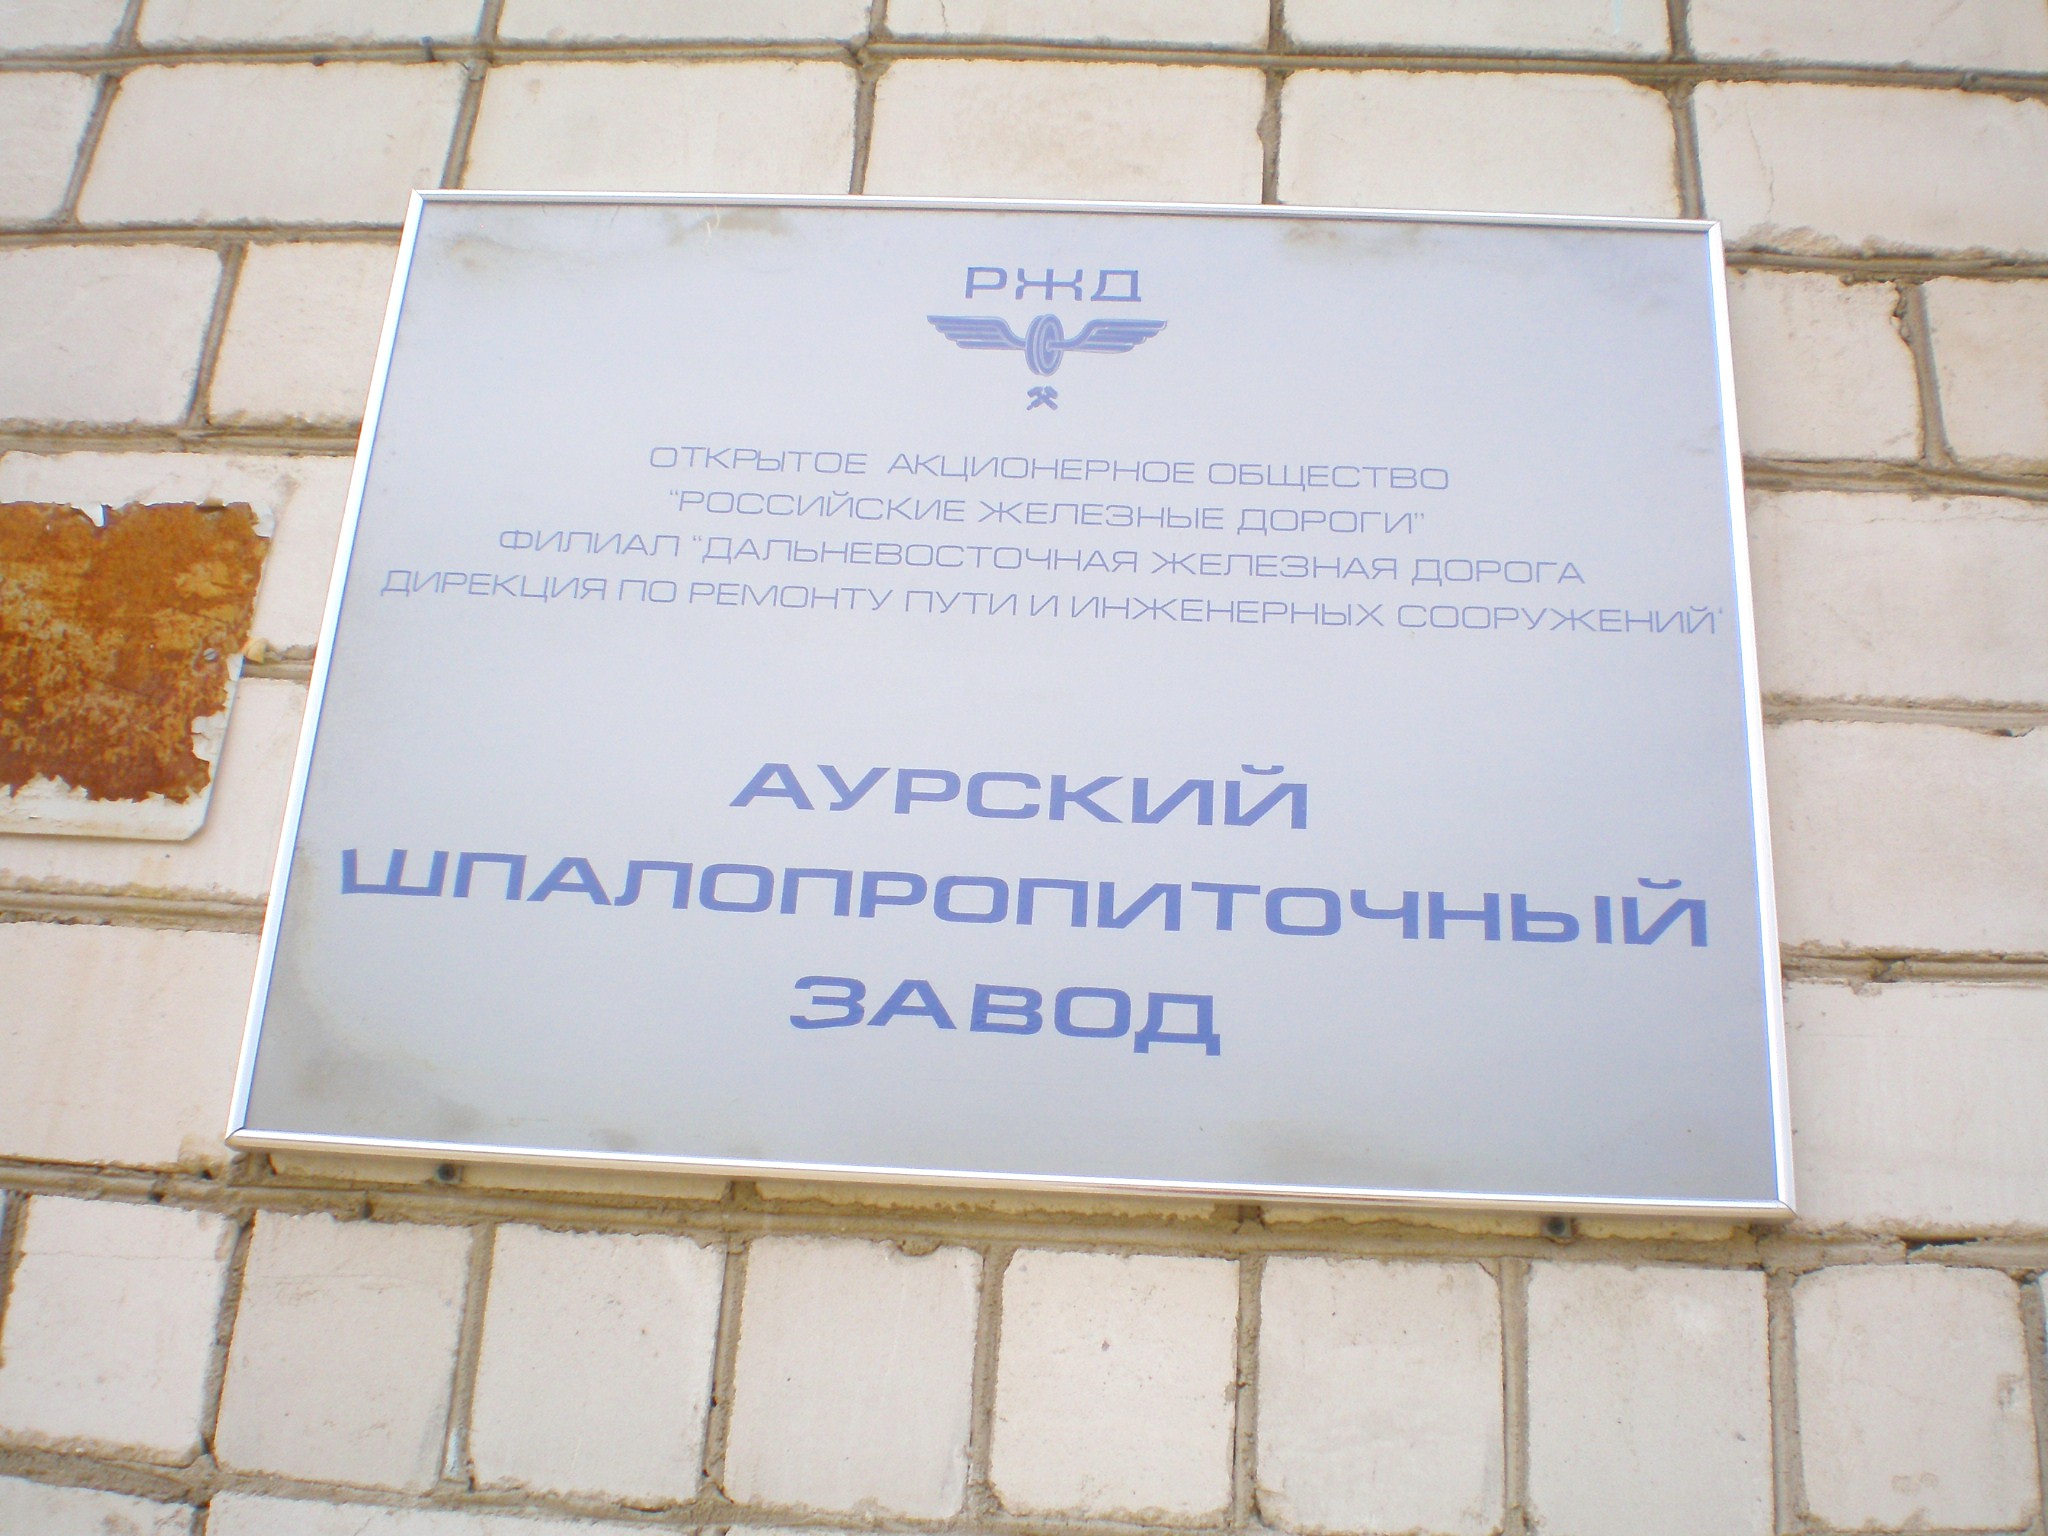 РЖД
ОТКРЫТОЕ АКЦИОНЕРНОЕ ОБЩЕСТВО
“РОССИЙСКИЕ ЖЕЛЕЗНЫЕ ДОРОГИ”
ФИЛИАЛ “ДАЛЬНЕВОСТОЧНАЯ ЖЕЛЕЗНАЯ ДОРОГА
ДИРЕКЦИЯ ПО РЕМОНТУ ПУТИ И ИНЖЕНЕРНЫХ СООРУЖЕНИЙ‘
АУРСКИЙ
ШПАЛОПРОПИТОЧНЫЙ
ЗАВОД